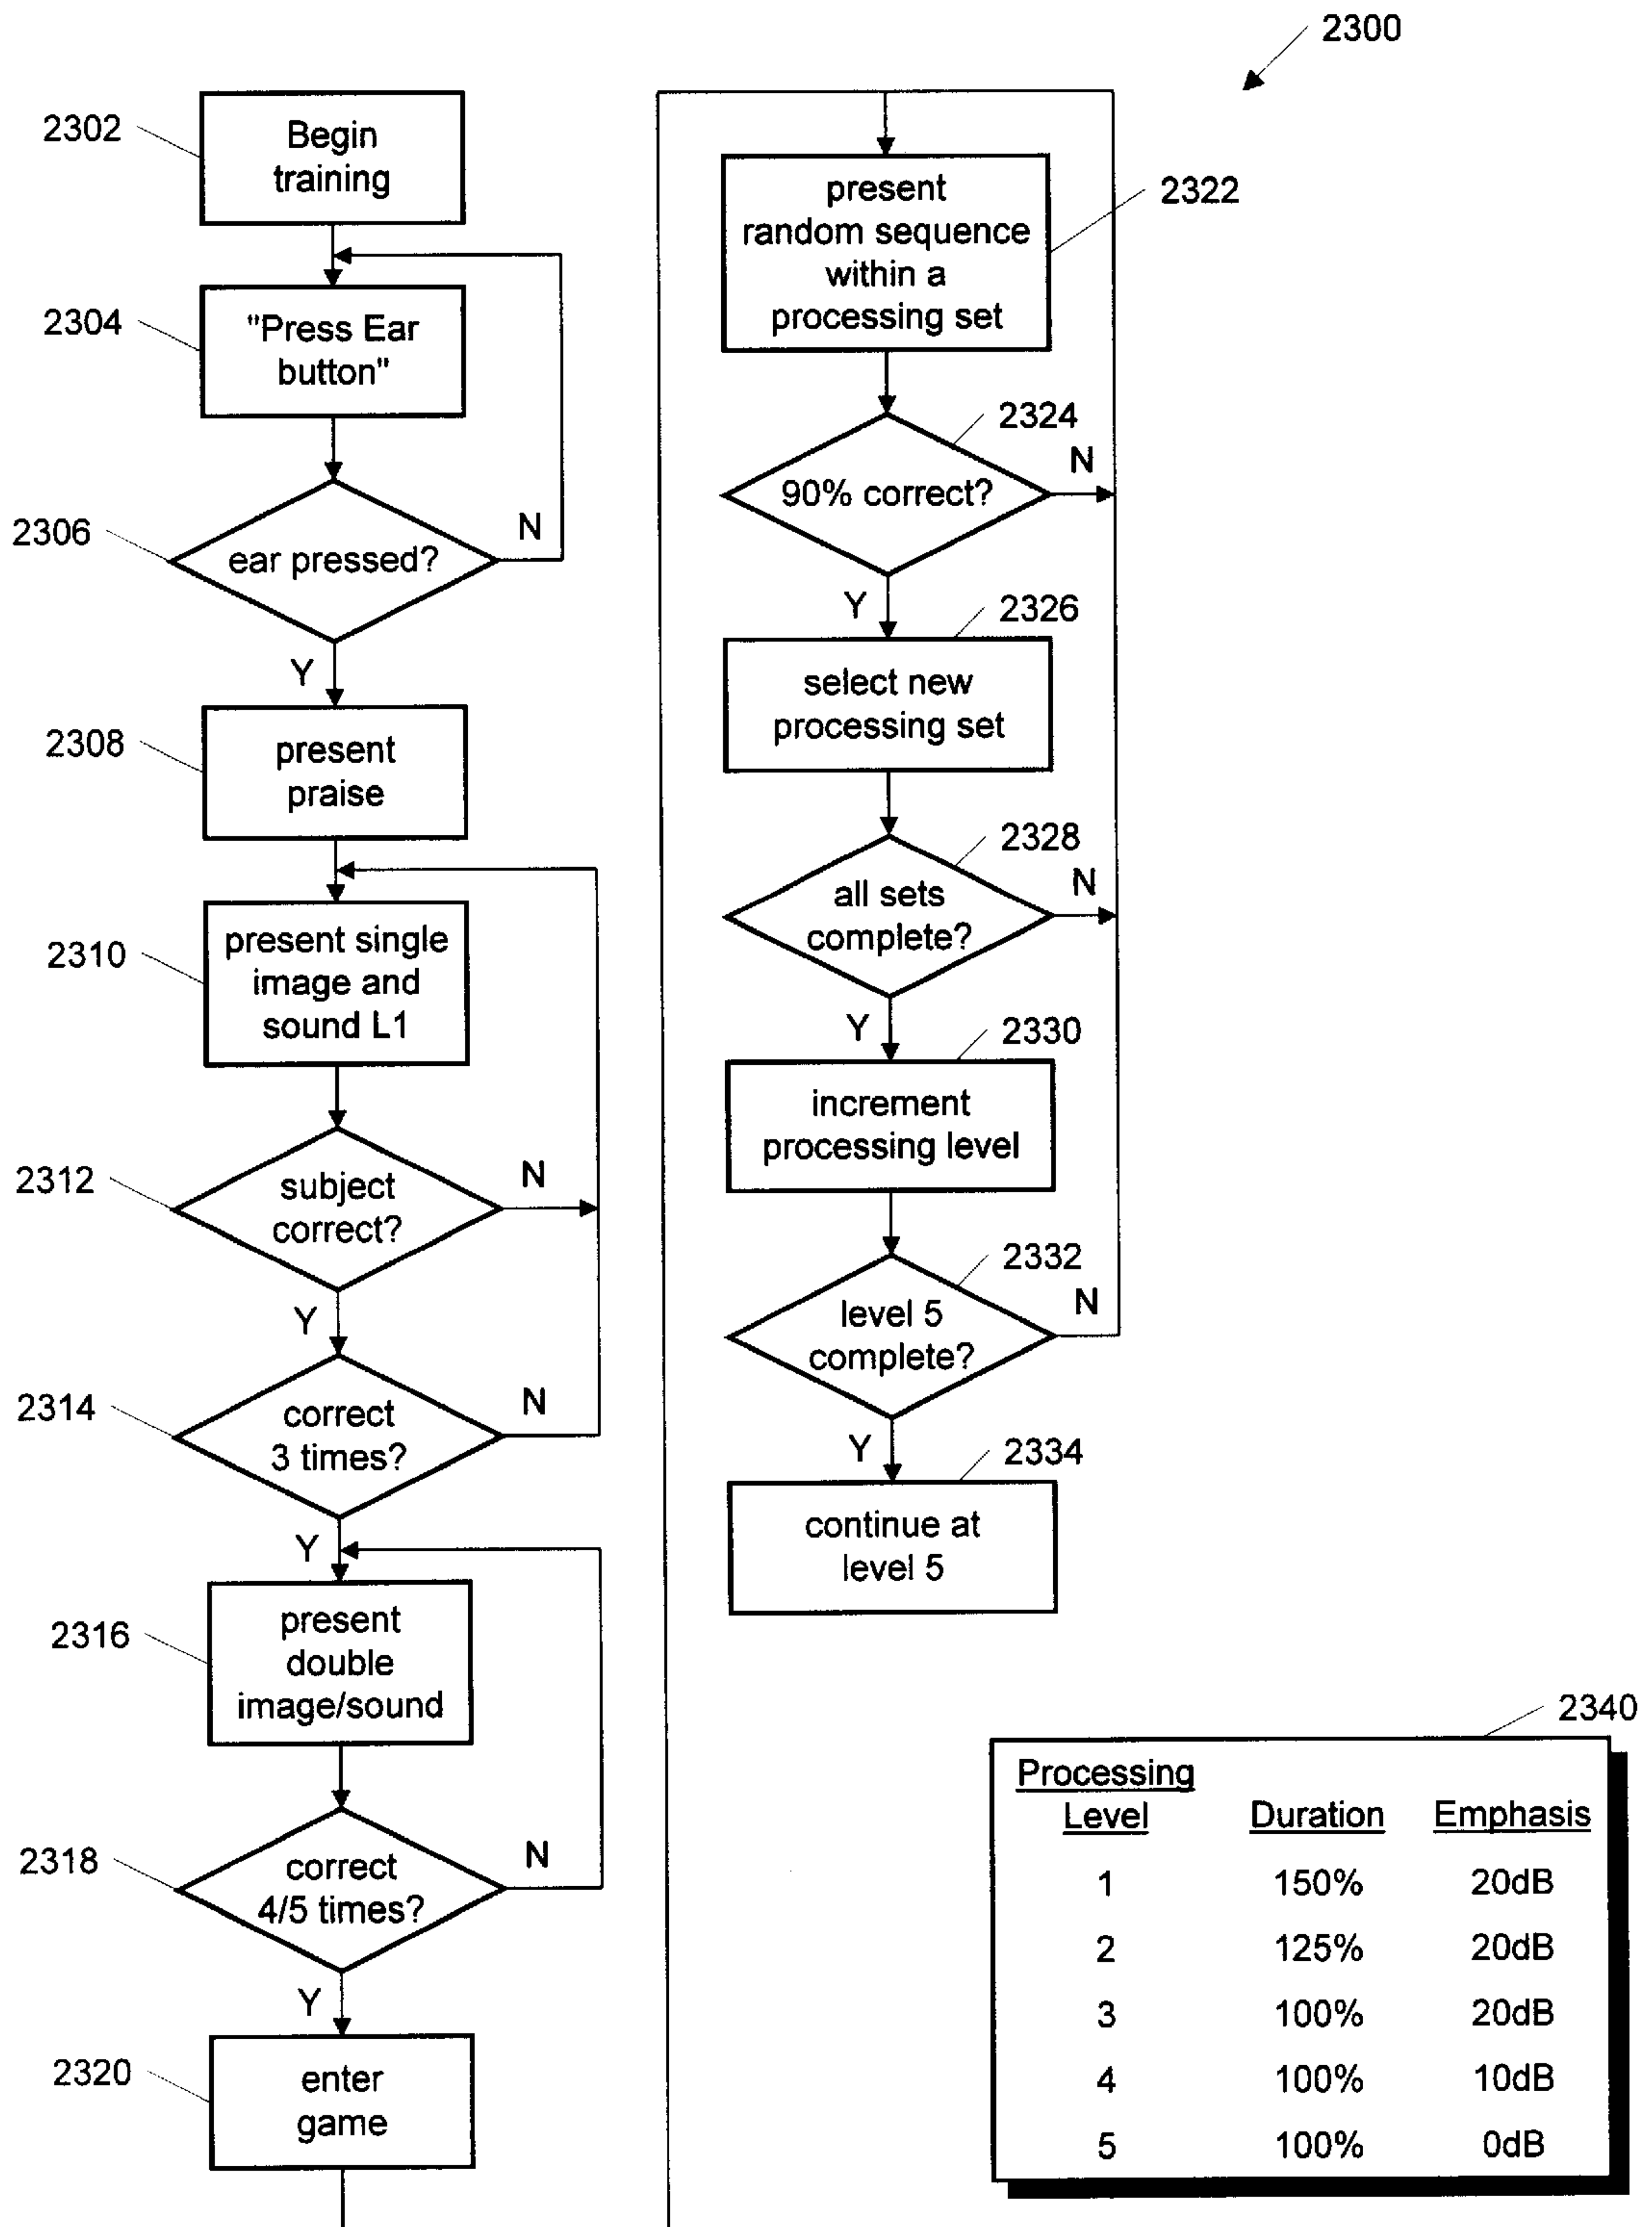 2300
2302
Begin
training
2304
"Press Ear
button"
2306
ear pressed?
N
Y
2308
present
praise
2310
present single
image and
sound L1
2312
subject
correct?
N
Y
2314
correct
3 times?
N
Y
2316
present
double
image/sound
2318
correct
4/5 times?
N
Y
2320
enter
game
present
random sequence
within a
processing set
2322
2324
90% correct?
N
Y
2326
select new
processing set
2328
all sets
complete?
N
Y
2330
increment
processing level
2332
level 5
complete?
N
Y
2334
continue at
level 5
2340
Processing
Level Duration Emphasis
1 150% 20dB
2 125% 20dB
3 100% 20dB
4 100% 10dB
5 100% 0dB